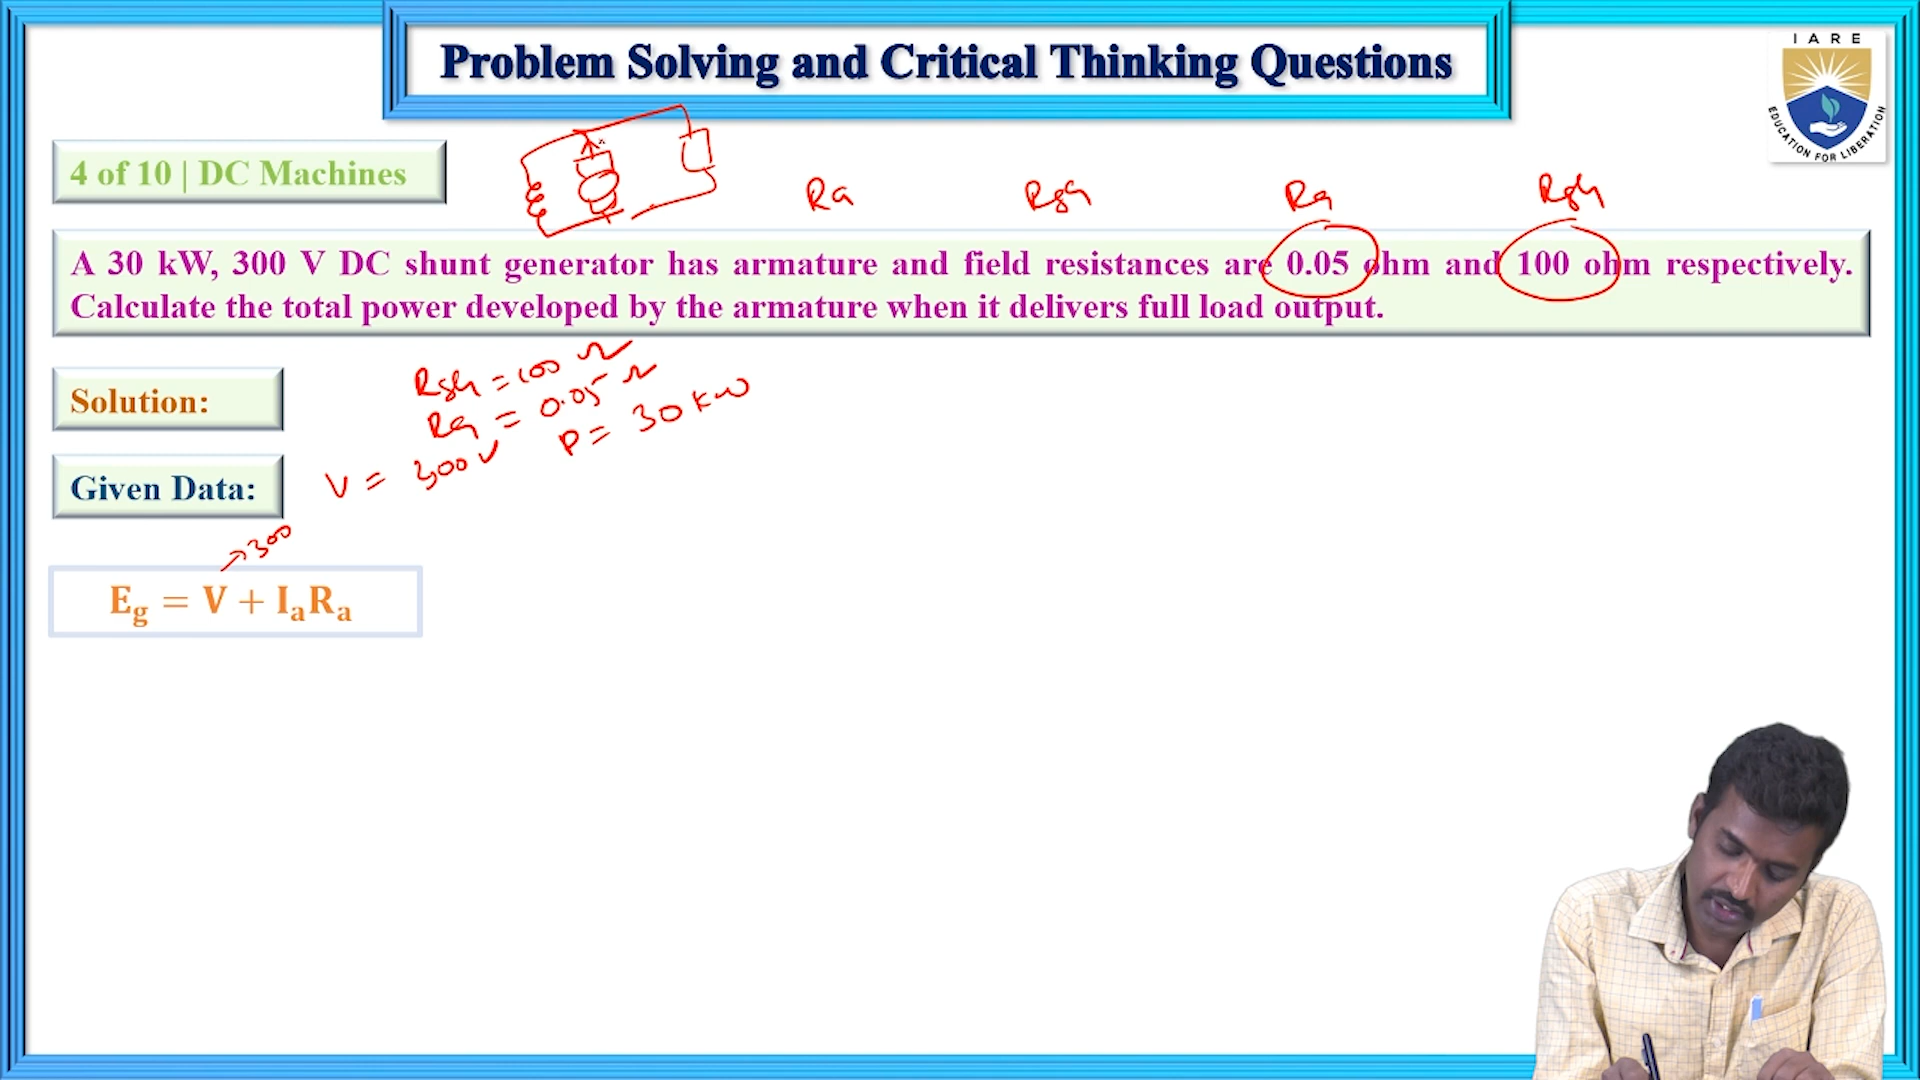 Problem Solving and Critical Thinking Questions
IARE
EDUCATION FOR LIBERATION
4 of 10 | DC Machines
Ra Rsh Ra Rsh
A 30 kW, 300 V DC shunt generator has armature and field resistances are 0.05 ohm and 100 ohm respectively.
Calculate the total power developed by the armature when it delivers full load output.
Solution:
Rsh = 100 Ω
Ra = 0.05 Ω
Given Data:
V = 300 V P = 30 kW
→ 300
E_g = V + I_aR_a